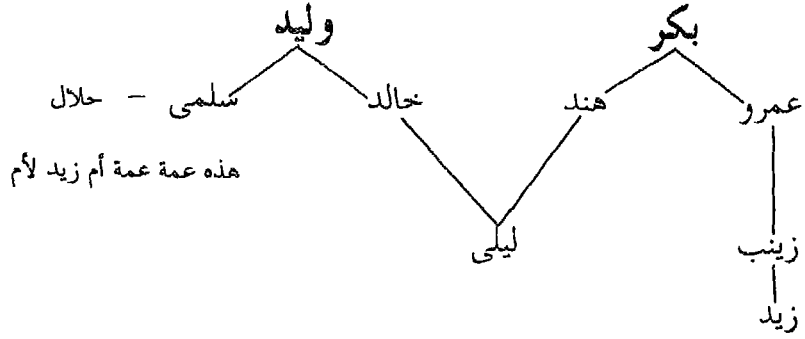 بكر وليد
عمرو هند خالد سلمى – حلال
هذه عمة عمة أم زيد لأم
زينب ليلى
زيد